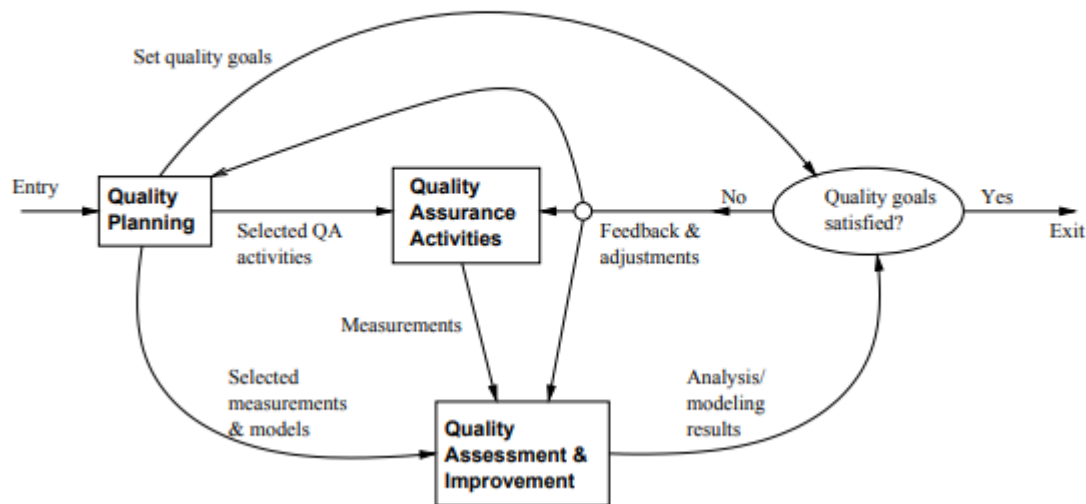 Set quality goals
Entry
Quality
Planning
Selected QA
activities
Quality
Assurance
Activities
No
Feedback &
adjustments
Quality goals
satisfied?
Yes
Exit
Measurements
Selected
measurements
& models
Quality
Assessment &
Improvement
Analysis/
modeling
results